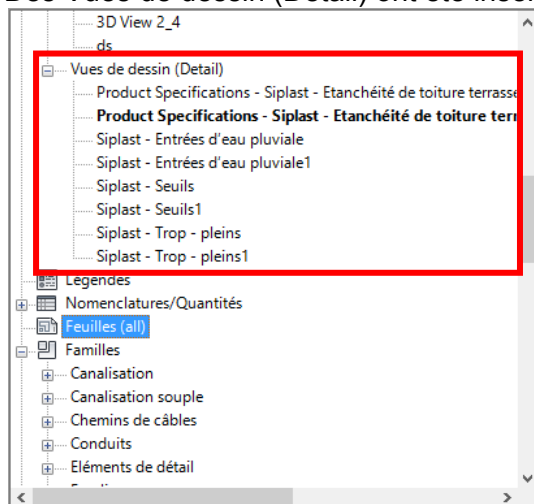 Des vues de dessin (Détail) ont été insér
3D View 2_4
ds
Vues de dessin (Detail)
Product Specifications - Siplast - Etanchéité de toiture terrasse
Product Specifications - Siplast - Etanchéité de toiture terr
Siplast - Entrées d'eau pluviale
Siplast - Entrées d'eau pluviale1
Siplast - Seuils
Siplast - Seuils1
Siplast - Trop - pleins
Siplast - Trop - pleins1
Légendes
Nomenclatures/Quantités
Feuilles (all)
Familles
Canalisation
Canalisation souple
Chemins de câbles
Conduits
Eléments de détail